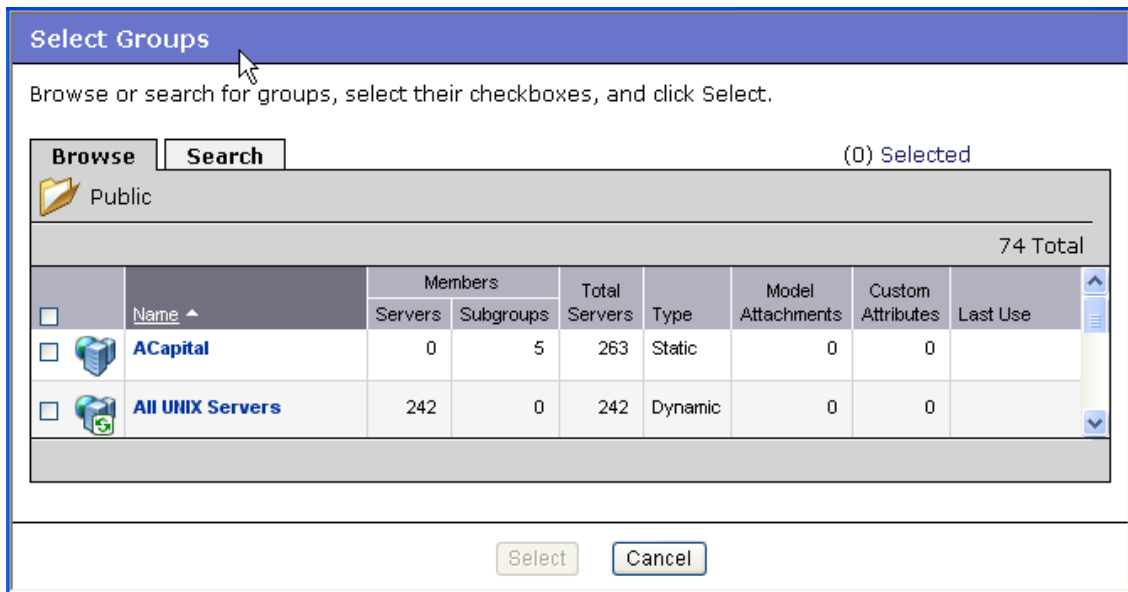 Select Groups
Browse or search for groups, select their checkboxes, and click Select.
Browse Search (0) Selected
Public
74 Total
Name Members Servers Subgroups Total Servers Type Model Attachments Custom Attributes Last Use
ACapital 0 5 263 Static 0 0
All UNIX Servers 242 0 242 Dynamic 0 0
Select Cancel